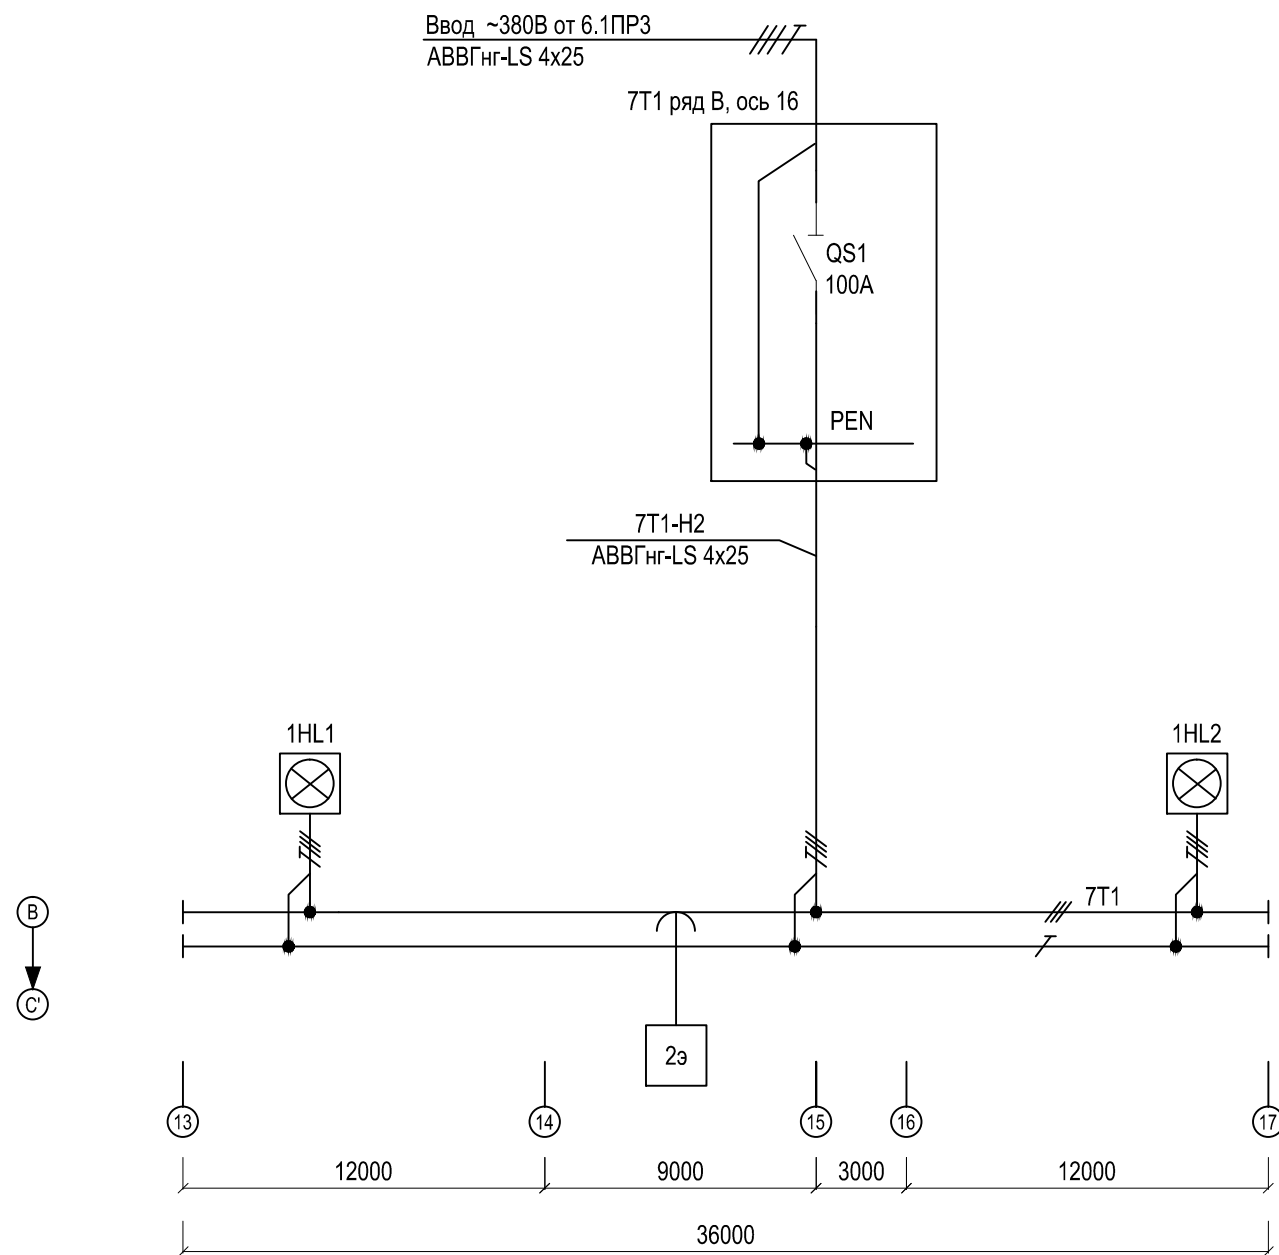 Ввод ~380В от 6.1ПР3
АВВГнг-LS 4х25
7Т1 ряд В, ось 16
QS1
100А
PEN
7Т1-Н2
АВВГнг-LS 4х25
1HL1
1HL2
7Т1
В
С'
2э
13
14
15
16
17
12000
9000
3000
12000
36000